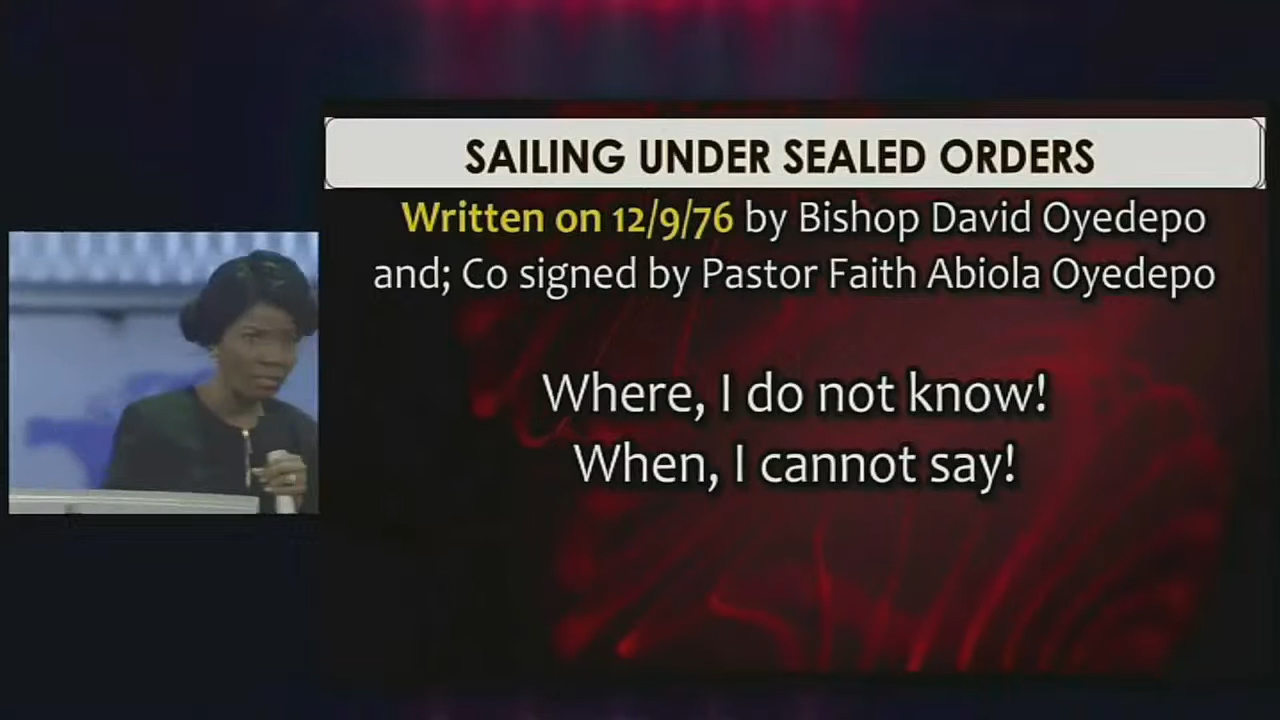 SAILING UNDER SEALED ORDERS
Written on 12/9/76 by Bishop David Oyedepo
and; Co signed by Pastor Faith Abiola Oyedepo
Where, I do not know!
When, I cannot say!